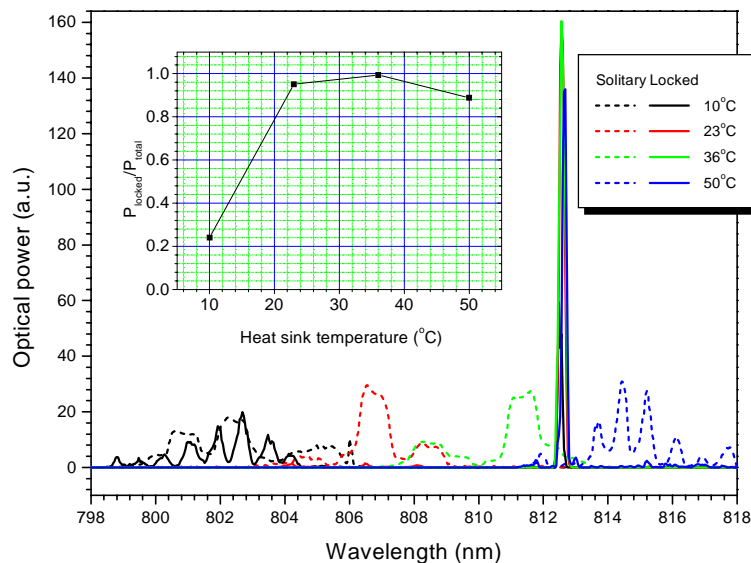 160
140
120
100
80
60
40
20
0
Optical power (a.u.)
1.0
0.8
0.6
0.4
0.2
0.0
P_locked/P_total
10 20 30 40 50
Heat sink temperature (°C)
Solitary Locked
10°C
23°C
36°C
50°C
798 800 802 804 806 808 810 812 814 816 818
Wavelength (nm)